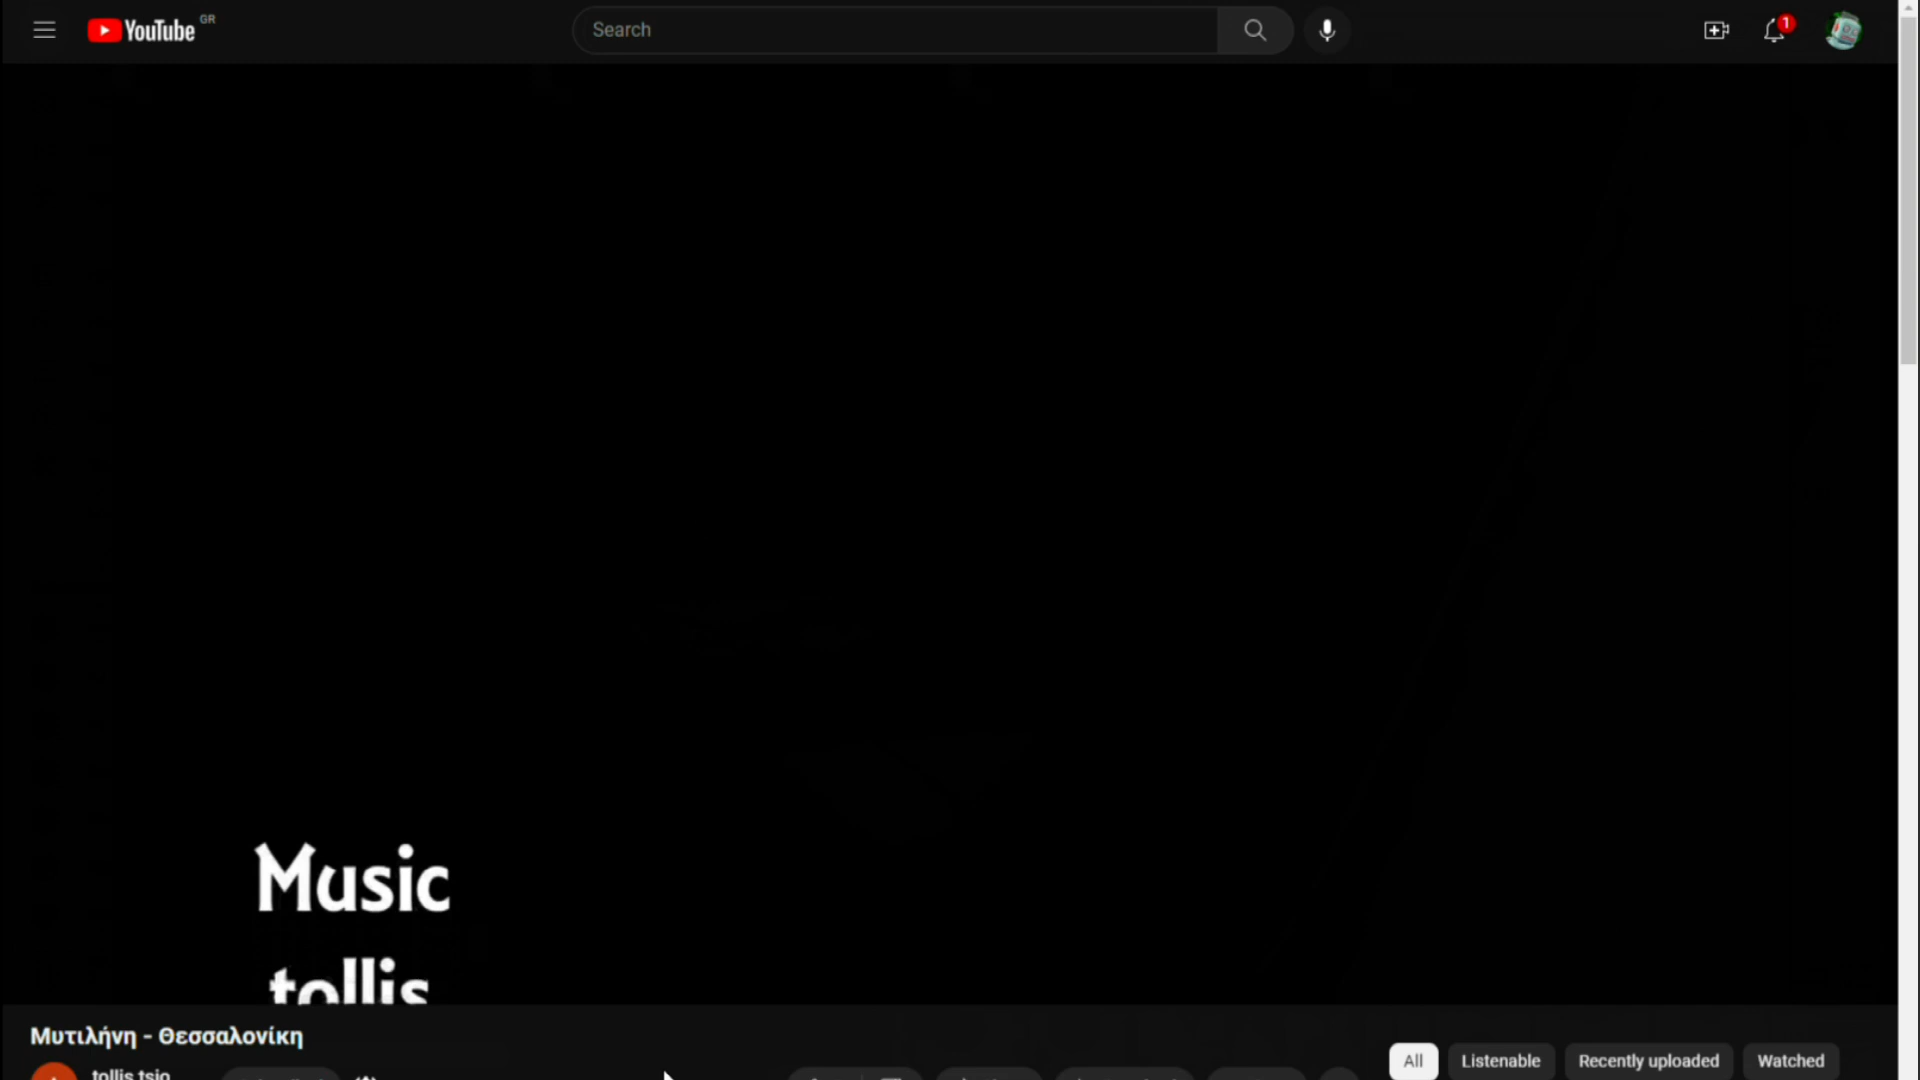 YouTube GR
Search
1
Music
tollis
Μυτιλήνη - Θεσσαλονίκη
tollis tsio
All
Listenable
Recently uploaded
Watched